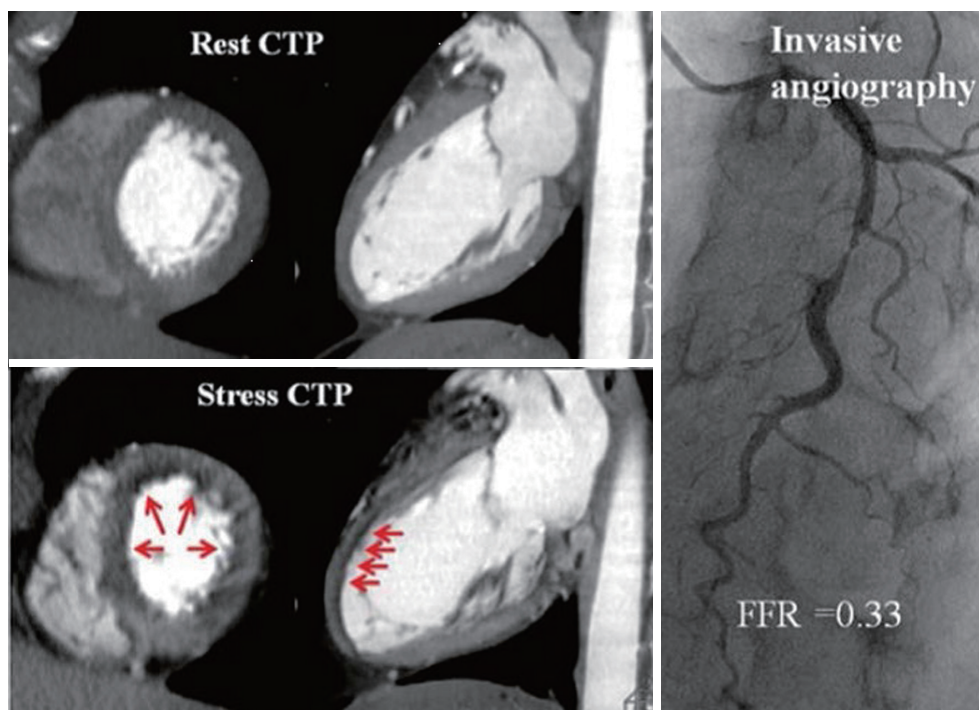 Rest CTP
Stress CTP
Invasive
angiography
FFR =0.33